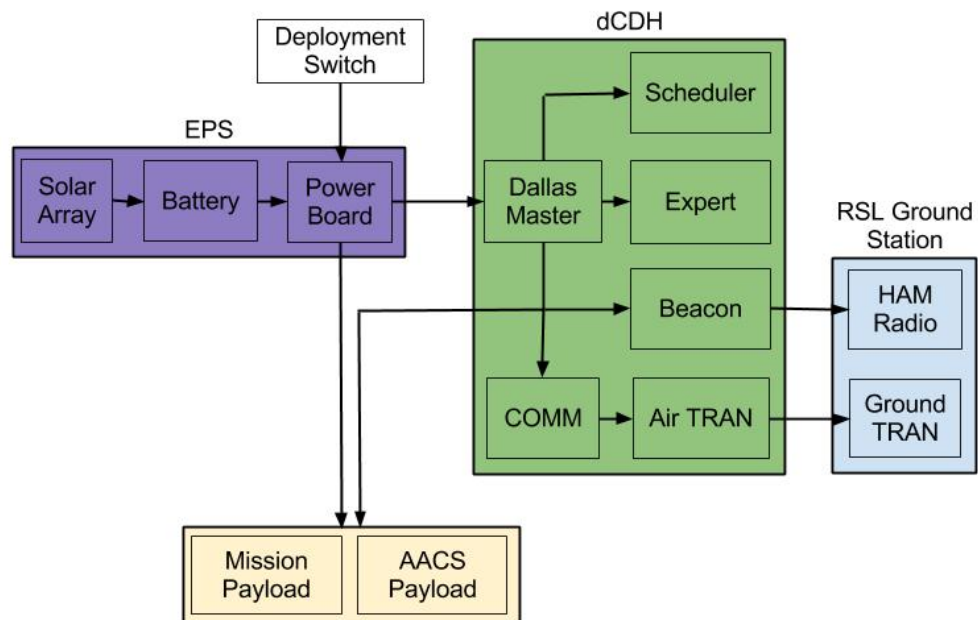 dCDH
Deployment
Switch
Scheduler
EPS
Solar
Array
Battery
Power
Board
Dallas
Master
Expert
RSL Ground
Station
Beacon
HAM
Radio
COMM
Air TRAN
Ground
TRAN
Mission
Payload
AACS
Payload